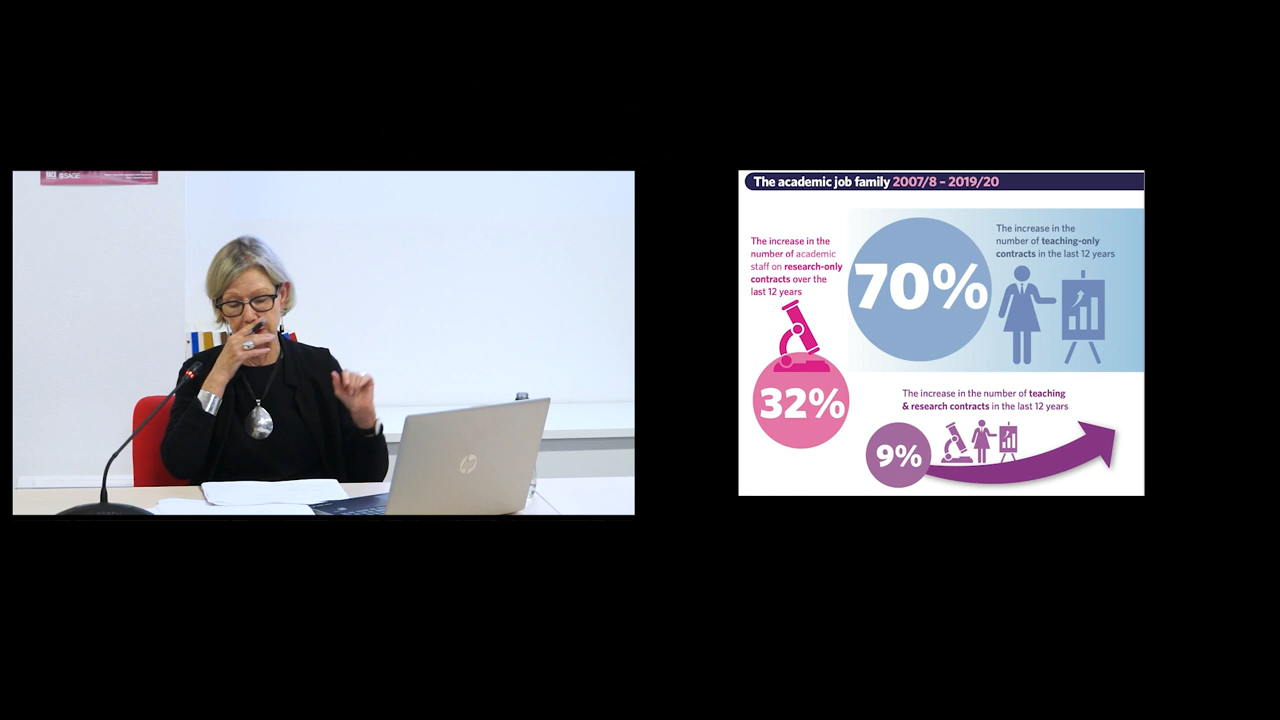 SAGE
The academic job family 2007/8 – 2019/20
The increase in the
number of academic
staff on research-only
contracts over the
last 12 years
32%
70%
The increase in the
number of teaching-only
contracts in the last 12 years
The increase in the number of teaching
& research contracts in the last 12 years
9%
hp